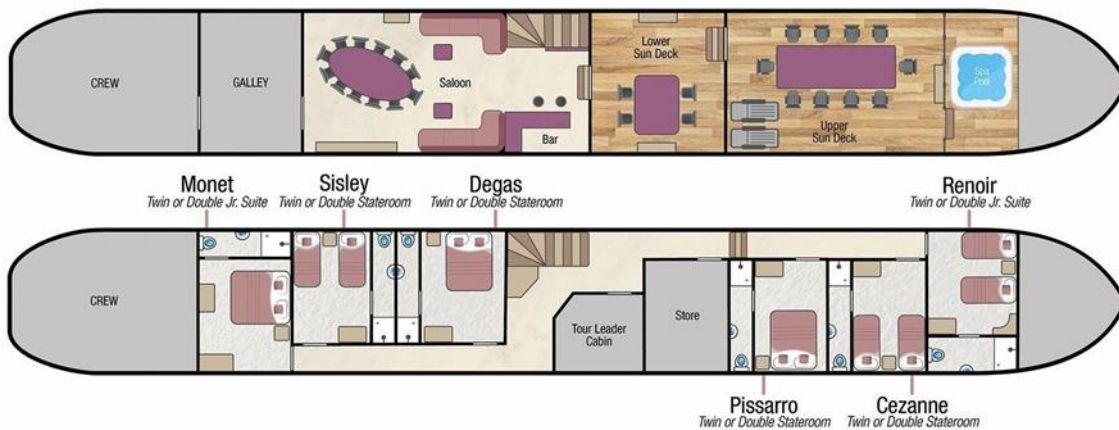 CREW
GALLEY
Saloon
Bar
Lower
Sun Deck
Upper
Sun Deck
Spa
Pool
Monet
Twin or Double Jr. Suite
Sisley
Twin or Double Stateroom
Degas
Twin or Double Stateroom
Renoir
Twin or Double Jr. Suite
CREW
Tour Leader
Cabin
Store
Pissarro
Twin or Double Stateroom
Cezanne
Twin or Double Stateroom